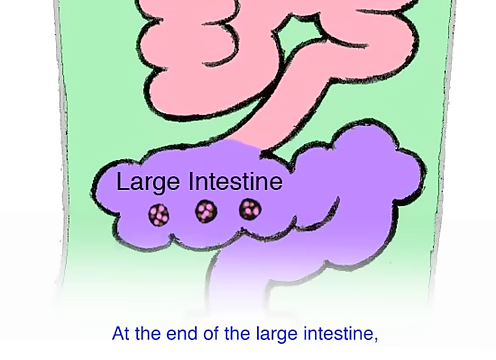 Large Intestine
At the end of the large intestine,